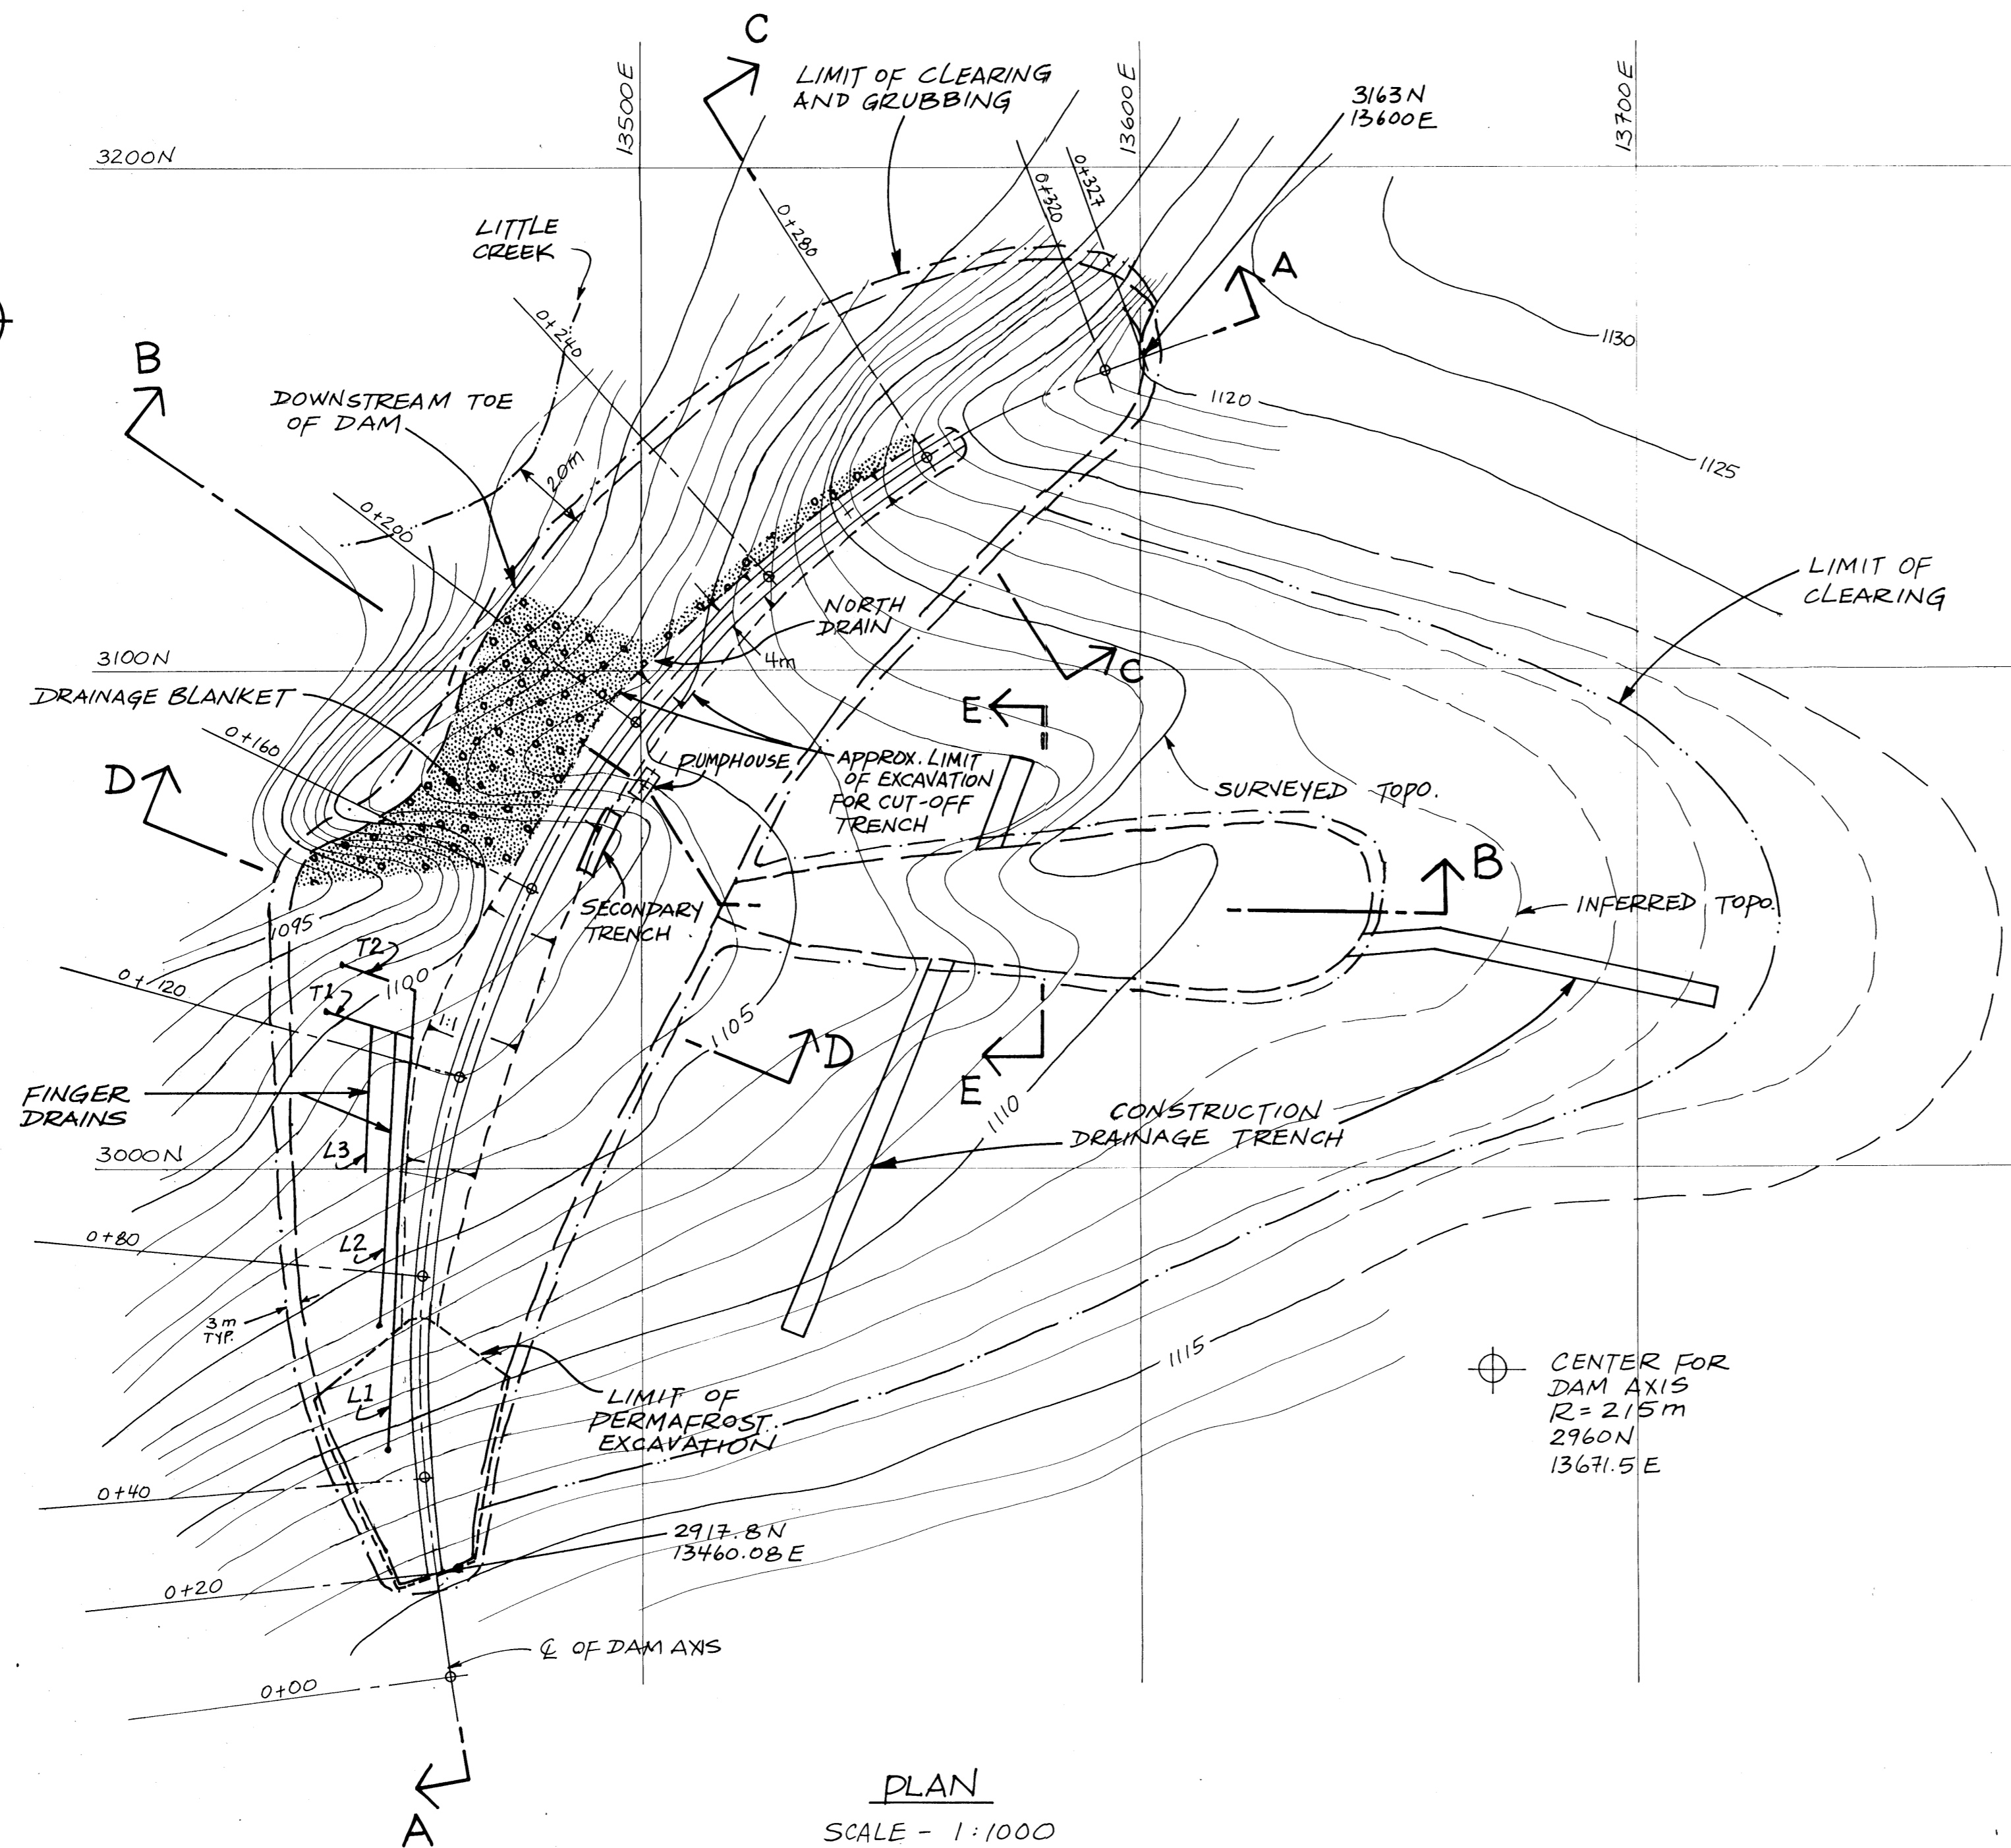 C
LIMIT OF CLEARING
AND GRUBBING
13500E
13600E
13700E
3163N
13600E
3200N
0+327
0+320
0+280
LITTLE
CREEK
A
0+240
1130
B
DOWNSTREAM TOE
OF DAM
1120
1125
20m
0+200
LIMIT OF
CLEARING
NORTH
DRAIN
4m
3100N
C
DRAINAGE BLANKET
E
0+160
PUMPHOUSE
APPROX. LIMIT
OF EXCAVATION
FOR CUT-OFF
TRENCH
D
SURVEYED TOPO.
B
SECONDARY
TRENCH
INFERRED TOPO.
1095
T2
1100
0+120
T1
1:1
1105
D
E
FINGER
DRAINS
1110
CONSTRUCTION
DRAINAGE TRENCH
L3
3000N
0+80
L2
3m
TYP.
1115
CENTER FOR
DAM AXIS
R=215m
2960N
13671.5E
L1
LIMIT OF
PERMAFROST
EXCAVATION
0+40
2917.8N
13460.08E
0+20
℄ OF DAM AXIS
0+00
A
PLAN
SCALE - 1:1000